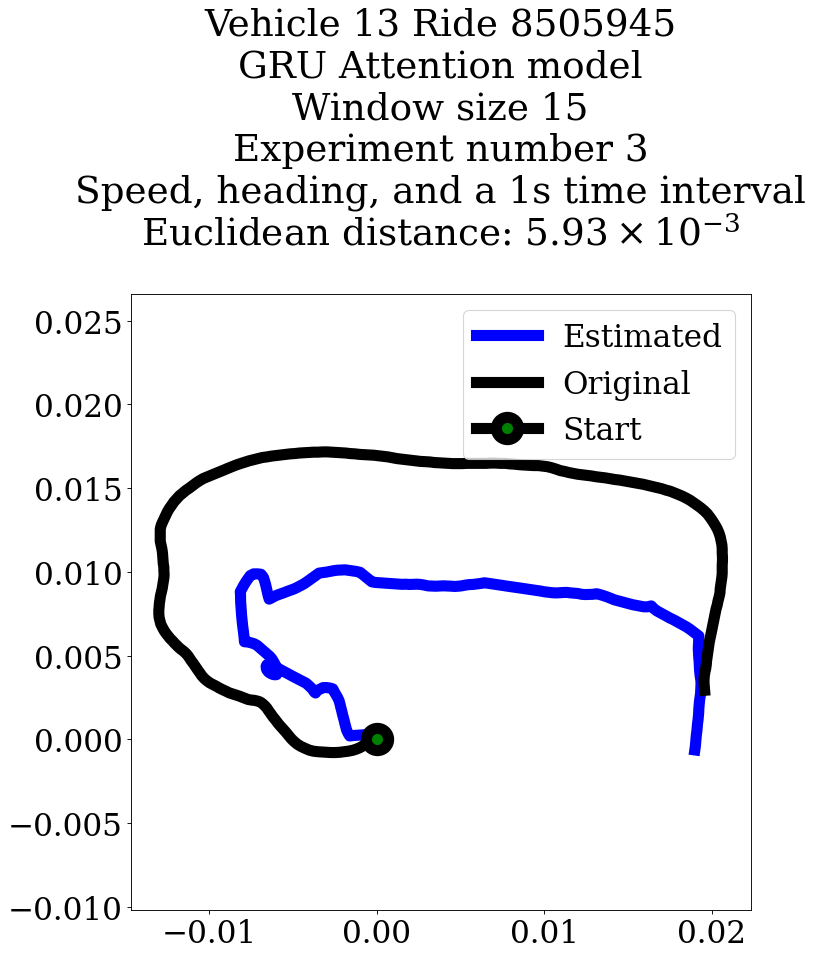 Vehicle 13 Ride 8505945
GRU Attention model
Window size 15
Experiment number 3
Speed, heading, and a 1s time interval
Euclidean distance: 5.93 × 10⁻³
Estimated
Original
Start
0.025
0.020
0.015
0.010
0.005
0.000
−0.005
−0.010
−0.01 0.00 0.01 0.02